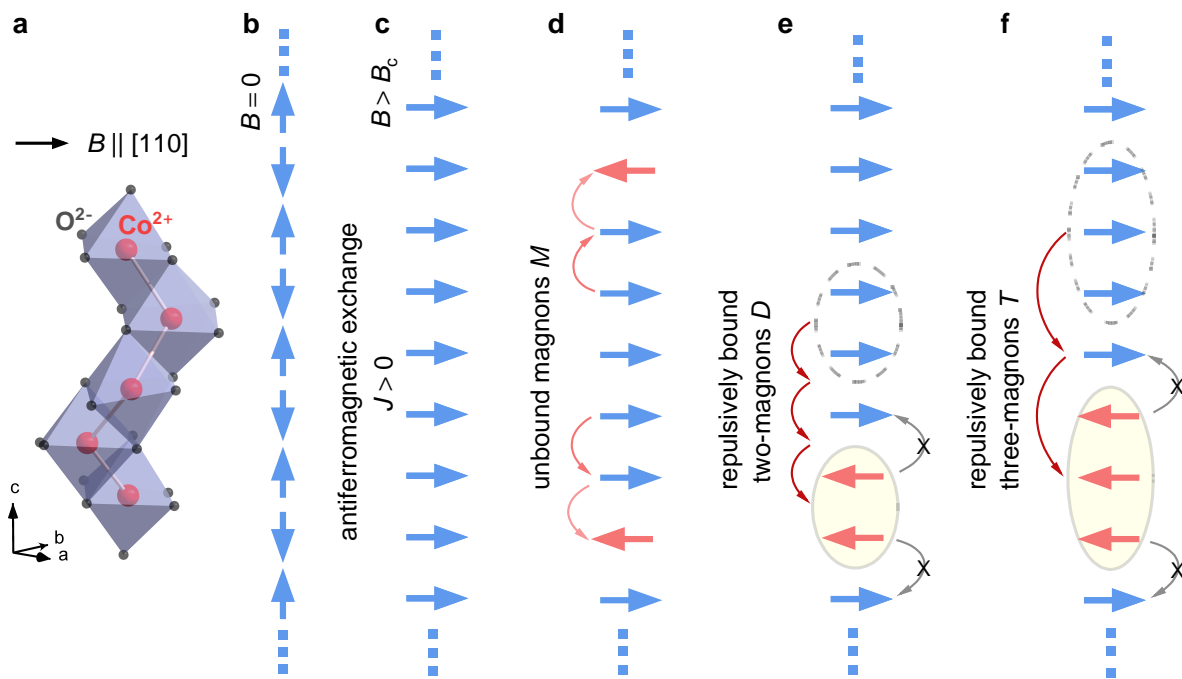 a
b
c
d
e
f
B || [110]
O²⁻
Co²⁺
c
b
a
B = 0
antiferromagnetic exchange
B > Bc
J > 0
unbound magnons M
repulsively bound
two-magnons D
X
X
repulsively bound
three-magnons T
X
X